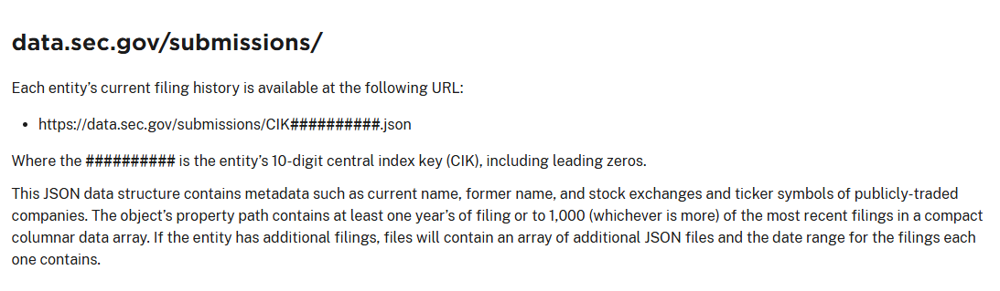 data.sec.gov/submissions/
Each entity's current filing history is available at the following URL:
• https://data.sec.gov/submissions/CIK##########.json
Where the ########## is the entity's 10-digit central index key (CIK), including leading zeros.
This JSON data structure contains metadata such as current name, former name, and stock exchanges and ticker symbols of publicly-traded
companies. The object's property path contains at least one year's of filing or to 1,000 (whichever is more) of the most recent filings in a compact
columnar data array. If the entity has additional filings, files will contain an array of additional JSON files and the date range for the filings each
one contains.